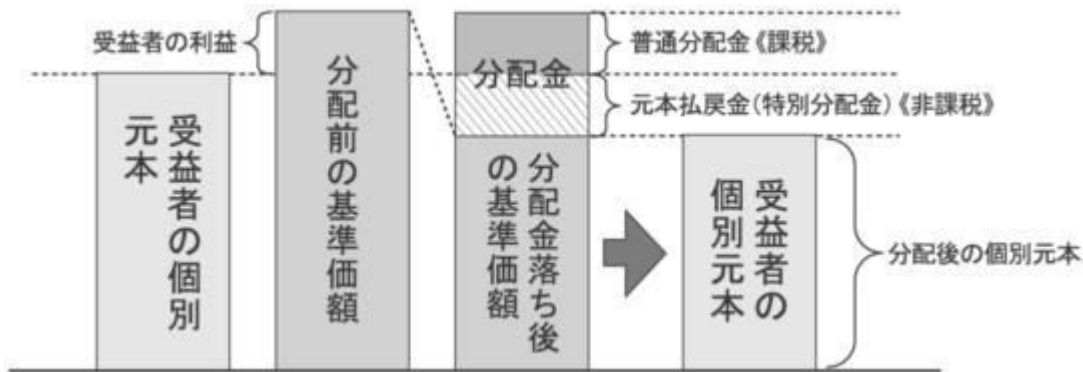 受益者の利益
受益者の個別
元本
分配前の基準価額
分配金
分配金落ち後
の基準価額
普通分配金《課税》
元本払戻金(特別分配金)《非課税》
受益者の
個別元本
分配後の個別元本